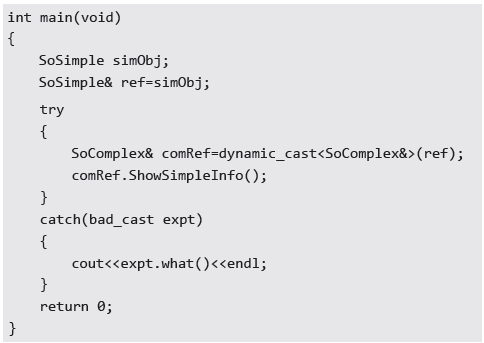 int main(void)
{
    SoSimple simObj;
    SoSimple& ref=simObj;
    try
    {
        SoComplex& comRef=dynamic_cast<SoComplex&>(ref);
        comRef.ShowSimpleInfo();
    }
    catch(bad_cast expt)
    {
        cout<<expt.what()<<endl;
    }
    return 0;
}